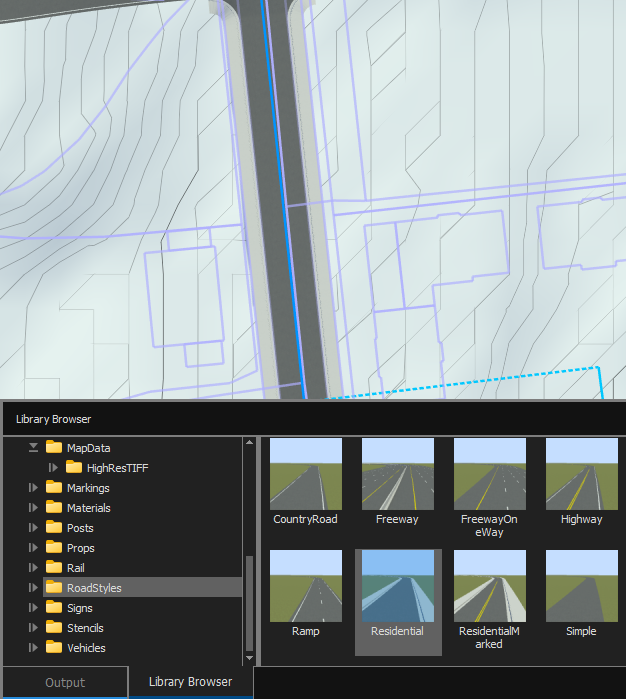 Library Browser
MapData
HighResTIFF
Markings
Materials
Posts
Props
Rail
RoadStyles
Signs
Stencils
Vehicles
CountryRoad
Freeway
FreewayOn
eWay
Highway
Ramp
Residential
ResidentialM
arked
Simple
Output
Library Browser